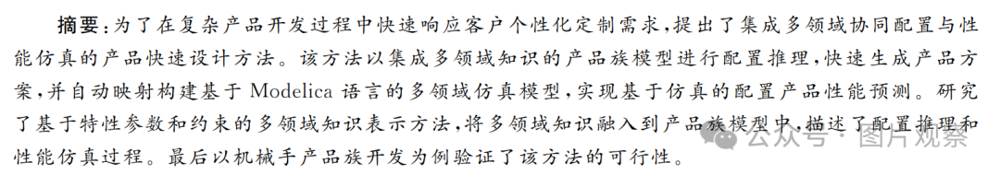 摘要:为了在复杂产品开发过程中快速响应客户个性化定制需求,提出了集成多领域协同配置与性
能仿真的产品快速设计方法。该方法以集成多领域知识的产品族模型进行配置推理,快速生成产品方
案,并自动映射构建基于 Modelica 语言的多领域仿真模型,实现基于仿真的配置产品性能预测。研究
了基于特性参数和约束的多领域知识表示方法,将多领域知识融入到产品族模型中,描述了配置推理和
性能仿真过程。最后以机械手产品族开发为例验证了该方法的可行性。
公众号·图片观察